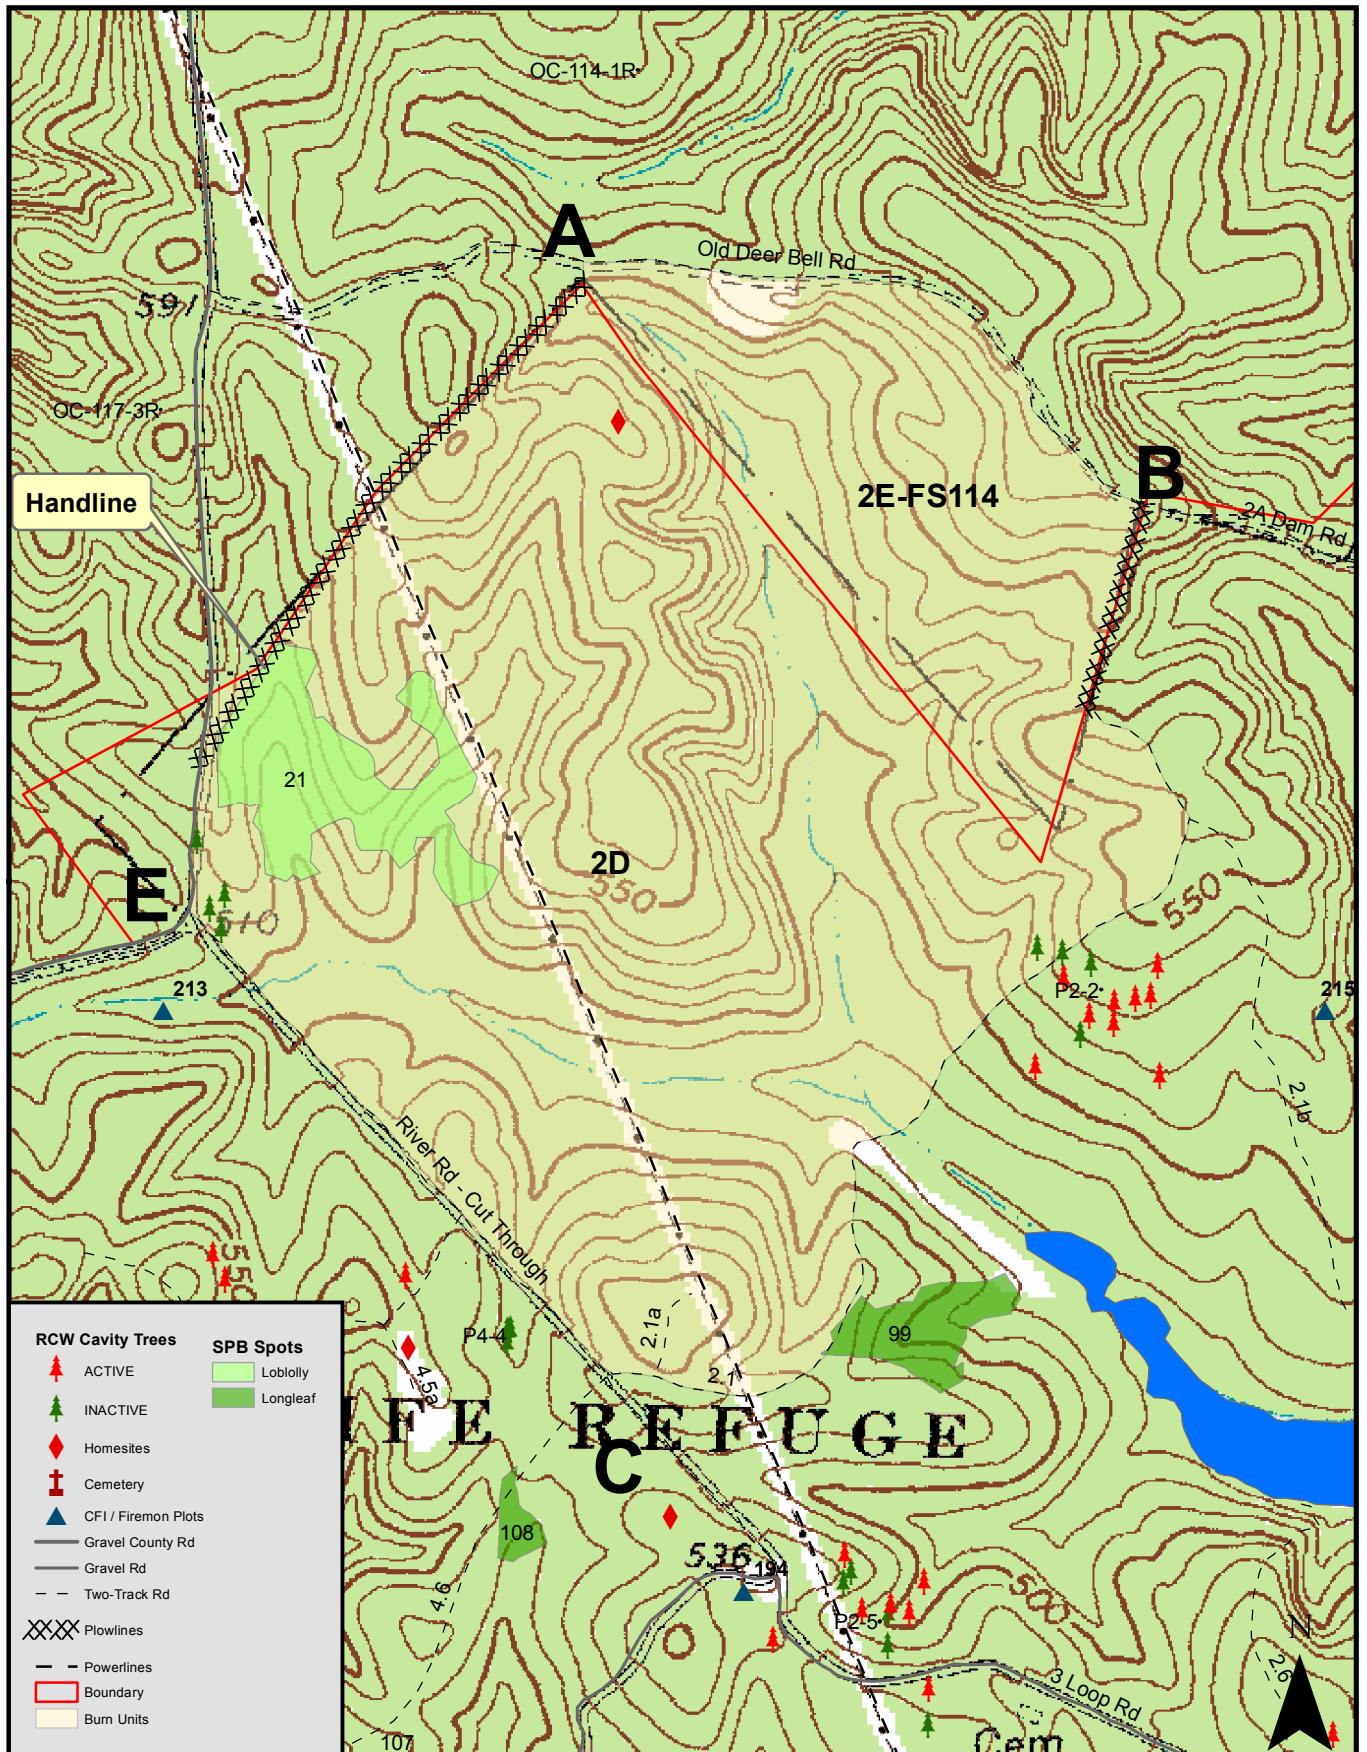 OC-114-1R
A
Old Deer Bell Rd
591
OC-117-3R
B
2E-FS114
Handline
2A Dam Rd
21
2D
550
550
E
510
213
P2-2
215
2.1b
River Rd - Cut Through
550
2.1a
99
P4-4
4.5a
2.1
IFE REFUGE
C
108
536
194
500
4.6
P2-5
N
2.6
3 Loop Rd
Cem
107
RCW Cavity Trees
ACTIVE
INACTIVE
Homesites
Cemetery
CFI / Firemon Plots
Gravel County Rd
Gravel Rd
Two-Track Rd
Plowlines
Powerlines
Boundary
Burn Units
SPB Spots
Loblolly
Longleaf